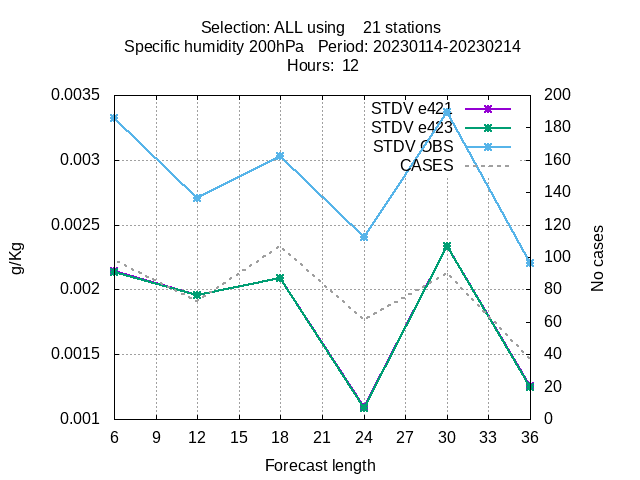 Selection: ALL using    21 stations
Specific humidity 200hPa   Period: 20230114-20230214
Hours:  12
0.0035
0.003
0.0025
0.002
0.0015
0.001
g/Kg
STDV e421
STDV e423
STDV OBS
CASES
200
180
160
140
120
100
80
60
40
20
0
No cases
6 9 12 15 18 21 24 27 30 33 36
Forecast length